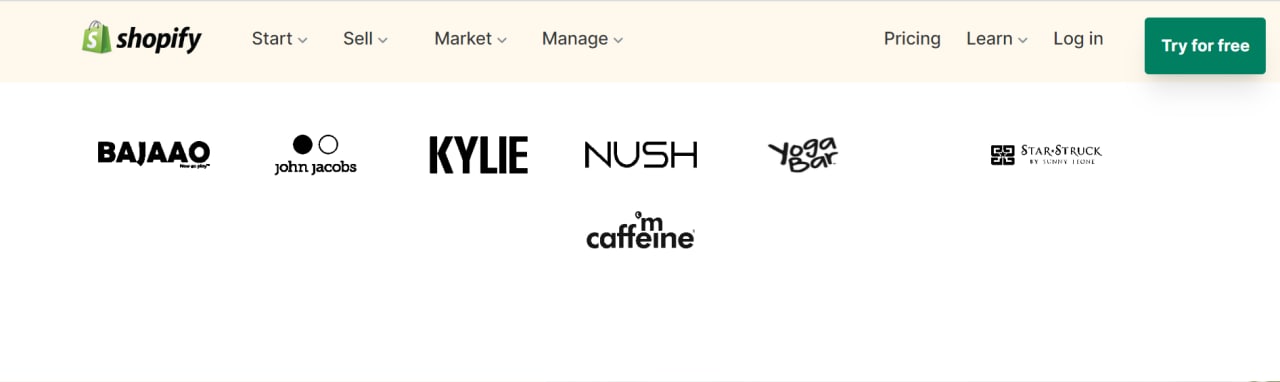 shopify Start Sell Market Manage Pricing Learn Log in Try for free
BAJAAO john jacobs KYLIE NUSH Yoga Bar STAR·STRUCK
Now go play™ BY SUNNY LEONE
m
caffeine